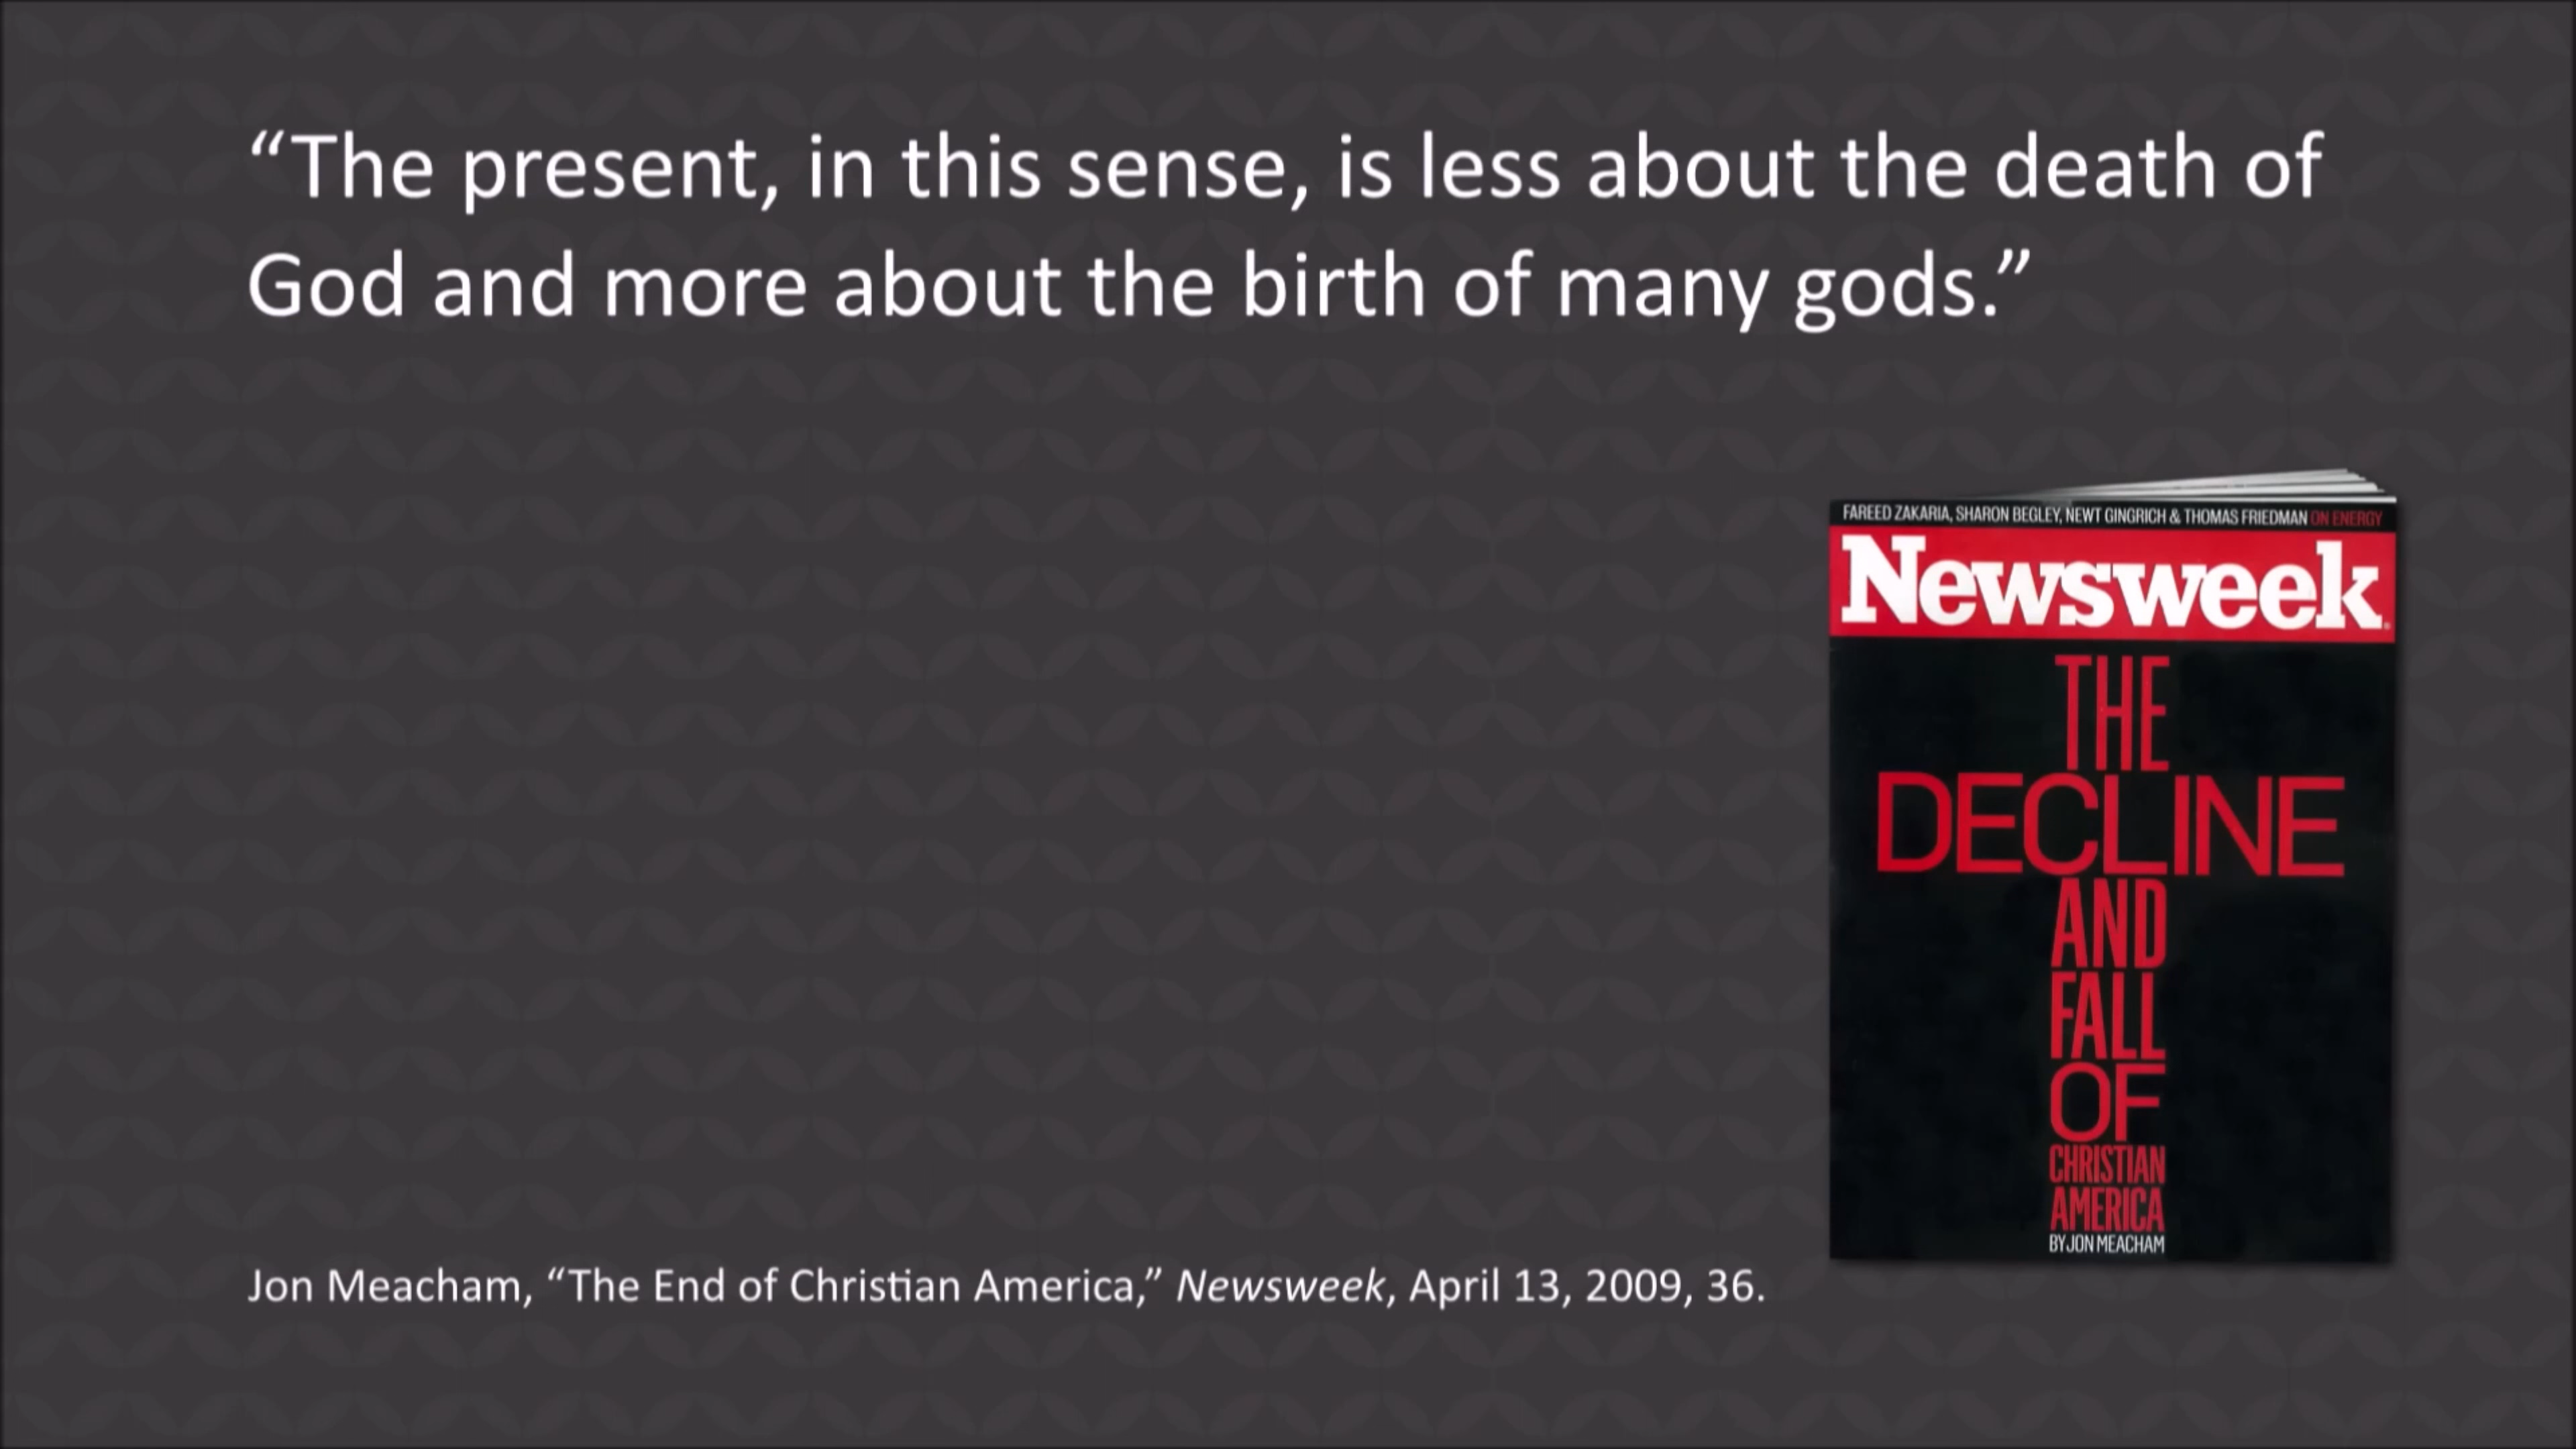 “The present, in this sense, is less about the death of
God and more about the birth of many gods.”
FAREED ZAKARIA, SHARON BEGLEY, NEWT GINGRICH & THOMAS FRIEDMAN ON ENERGY
Newsweek
THE
DECLINE
AND
FALL
OF
CHRISTIAN
AMERICA
BY JON MEACHAM
Jon Meacham, “The End of Christian America,” Newsweek, April 13, 2009, 36.